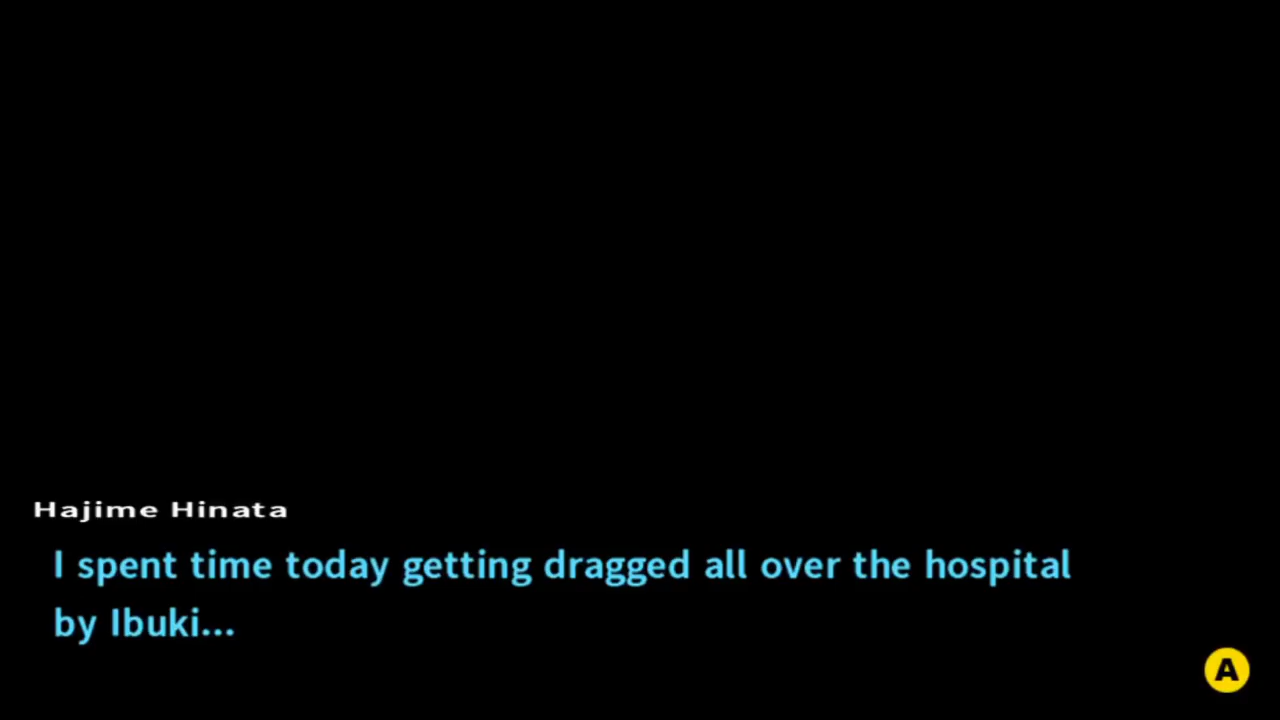 Hajime Hinata
I spent time today getting dragged all over the hospital
by Ibuki...
A